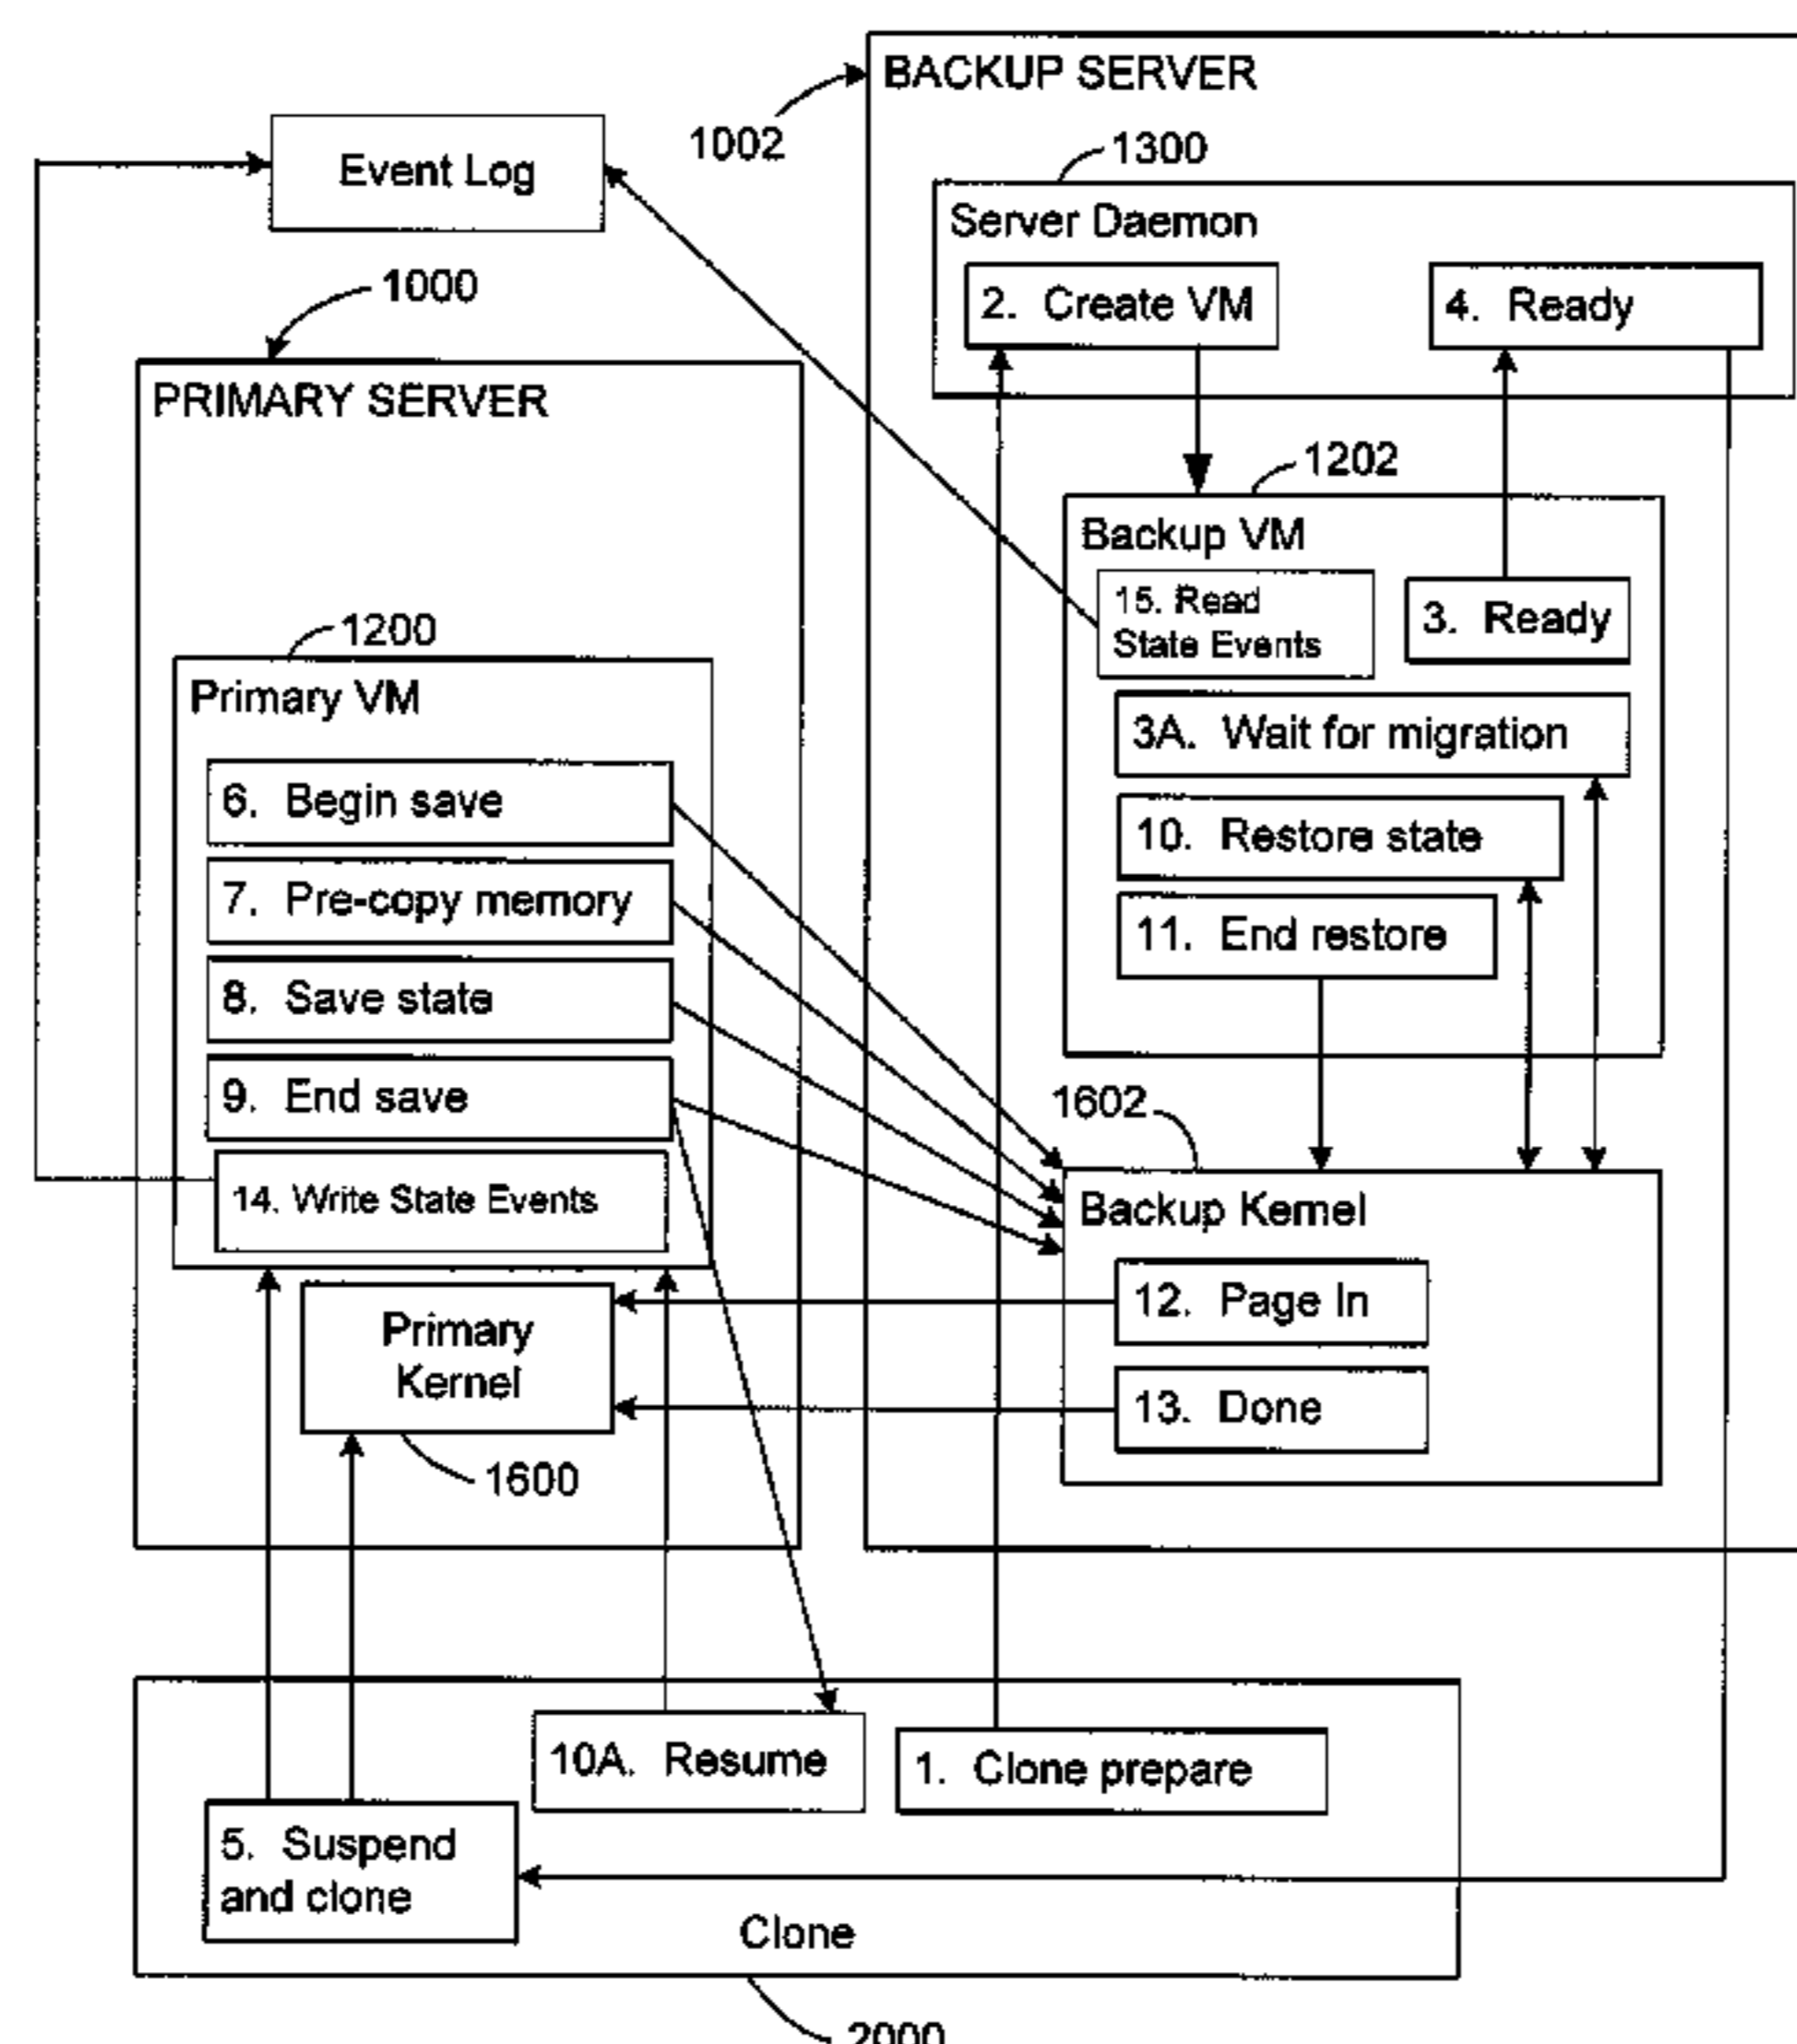 BACKUP SERVER
1002
Event Log
1300
Server Daemon
2. Create VM
4. Ready
1000
PRIMARY SERVER
1202
Backup VM
15. Read
State Events
3. Ready
1200
Primary VM
3A. Wait for migration
6. Begin save
10. Restore state
7. Pre-copy memory
11. End restore
8. Save state
9. End save
1602
14. Write State Events
Backup Kernel
12. Page In
Primary
Kernel
13. Done
1600
10A. Resume
1. Clone prepare
5. Suspend
and clone
Clone
2000